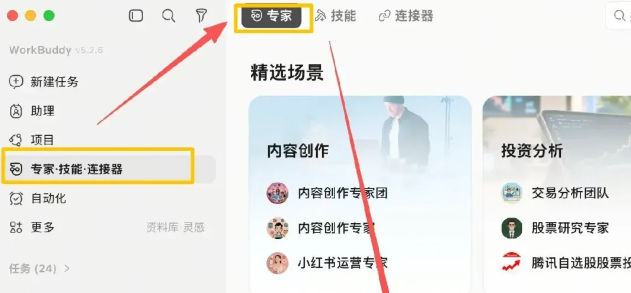 WorkBuddy v5.2.6
新建任务
助理
项目
专家·技能·连接器
自动化
更多 资料库·灵感
任务 (24)
专家 技能 连接器
精选场景
内容创作
内容创作专家团
内容创作专家
小红书运营专家
投资分析
交易分析团队
股票研究专家
腾讯自选股股票投